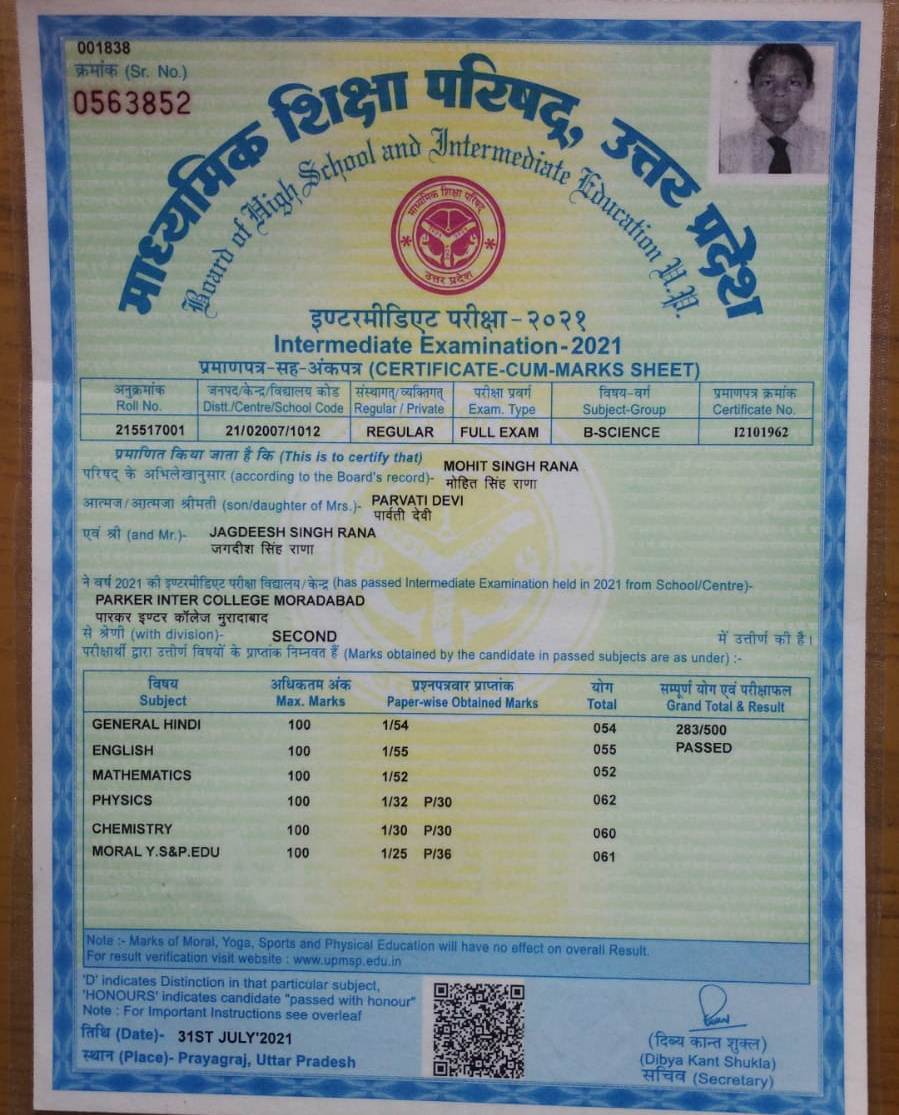 001838
क्रमांक (Sr. No.)
0563852
माध्यमिक शिक्षा परिषद्, उत्तर प्रदेश
Board of High School and Intermediate Education U.P.
माध्यमिक शिक्षा परिषद्
उत्तर प्रदेश
इण्टरमीडिएट परीक्षा - २०२१
Intermediate Examination - 2021
प्रमाणपत्र-सह-अंकपत्र (CERTIFICATE-CUM-MARKS SHEET)
अनुक्रमांक जनपद/केन्द्र/विद्यालय कोड संस्थागत्/व्यक्तिगत् परीक्षा प्रवर्ग विषय-वर्ग प्रमाणपत्र क्रमांक
Roll No. Distt./Centre/School Code Regular / Private Exam. Type Subject-Group Certificate No.
215517001 21/02007/1012 REGULAR FULL EXAM B-SCIENCE I2101962
प्रमाणित किया जाता है कि (This is to certify that)
परिषद् के अभिलेखानुसार (according to the Board's record)- MOHIT SINGH RANA
मोहित सिंह राणा
आत्मज/आत्मजा श्रीमती (son/daughter of Mrs.)- PARVATI DEVI
पार्वती देवी
एवं श्री (and Mr.)- JAGDEESH SINGH RANA
जगदीश सिंह राणा
ने वर्ष 2021 की इण्टरमीडिएट परीक्षा विद्यालय/केन्द्र (has passed Intermediate Examination held in 2021 from School/Centre)-
PARKER INTER COLLEGE MORADABAD
पारकर इण्टर कॉलेज मुरादाबाद
से श्रेणी (with division)- SECOND में उत्तीर्ण की है।
परीक्षार्थी द्वारा उत्तीर्ण विषयों के प्राप्तांक निम्नवत हैं (Marks obtained by the candidate in passed subjects are as under) :-
विषय अधिकतम अंक प्रश्नपत्रवार प्राप्तांक योग सम्पूर्ण योग एवं परीक्षाफल
Subject Max. Marks Paper-wise Obtained Marks Total Grand Total & Result
GENERAL HINDI 100 1/54 054 283/500
ENGLISH 100 1/55 055 PASSED
MATHEMATICS 100 1/52 052
PHYSICS 100 1/32 P/30 062
CHEMISTRY 100 1/30 P/30 060
MORAL Y.S&P.EDU 100 1/25 P/36 061
Note :- Marks of Moral, Yoga, Sports and Physical Education will have no effect on overall Result.
For result verification visit website : www.upmsp.edu.in
'D' indicates Distinction in that particular subject,
'HONOURS' indicates candidate "passed with honour"
Note : For Important Instructions see overleaf
तिथि (Date)- 31ST JULY'2021
स्थान (Place)- Prayagraj, Uttar Pradesh
(दिव्य कान्त शुक्ल)
(Dibya Kant Shukla)
सचिव (Secretary)